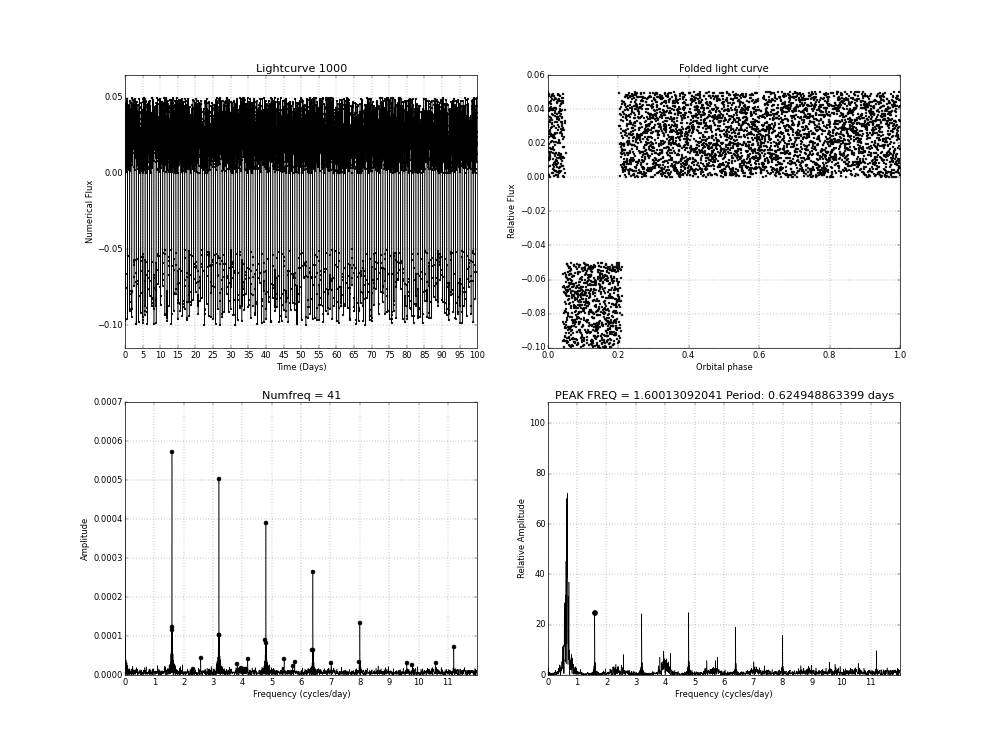 Lightcurve 1000
Numerical Flux
0.05
0.00
−0.05
−0.10
0 5 10 15 20 25 30 35 40 45 50 55 60 65 70 75 80 85 90 95 100
Time (Days)
Folded light curve
Relative Flux
0.06
0.04
0.02
0.00
−0.02
−0.04
−0.06
−0.08
−0.10
0.0 0.2 0.4 0.6 0.8 1.0
Orbital phase
Numfreq = 41
Amplitude
0.0007
0.0006
0.0005
0.0004
0.0003
0.0002
0.0001
0.0000
0 1 2 3 4 5 6 7 8 9 10 11
Frequency (cycles/day)
PEAK FREQ = 1.60013092041 Period: 0.624948863399 days
Relative Amplitude
100
80
60
40
20
0
0 1 2 3 4 5 6 7 8 9 10 11
Frequency (cycles/day)